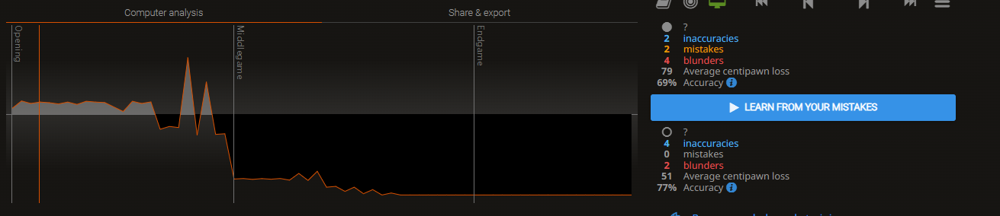 Computer analysis
Share & export
Opening
Middlegame
Endgame
?
2 inaccuracies
2 mistakes
4 blunders
79 Average centipawn loss
69% Accuracy
LEARN FROM YOUR MISTAKES
?
4 inaccuracies
0 mistakes
2 blunders
51 Average centipawn loss
77% Accuracy